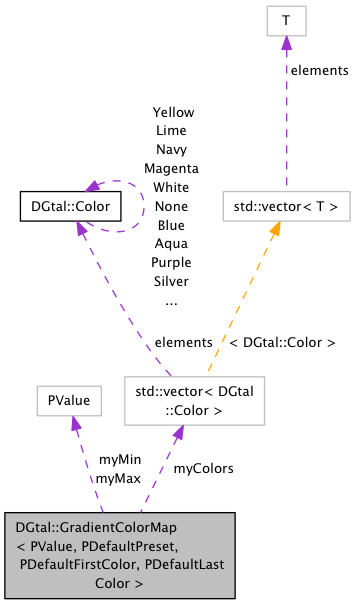 T
elements
Yellow
Lime
Navy
Magenta
White
None
Blue
Aqua
Purple
Silver
...
DGtal::Color
std::vector< T >
elements
< DGtal::Color >
PValue
std::vector< DGtal
::Color >
myMin
myMax
myColors
DGtal::GradientColorMap
< PValue, PDefaultPreset,
PDefaultFirstColor, PDefaultLast
Color >